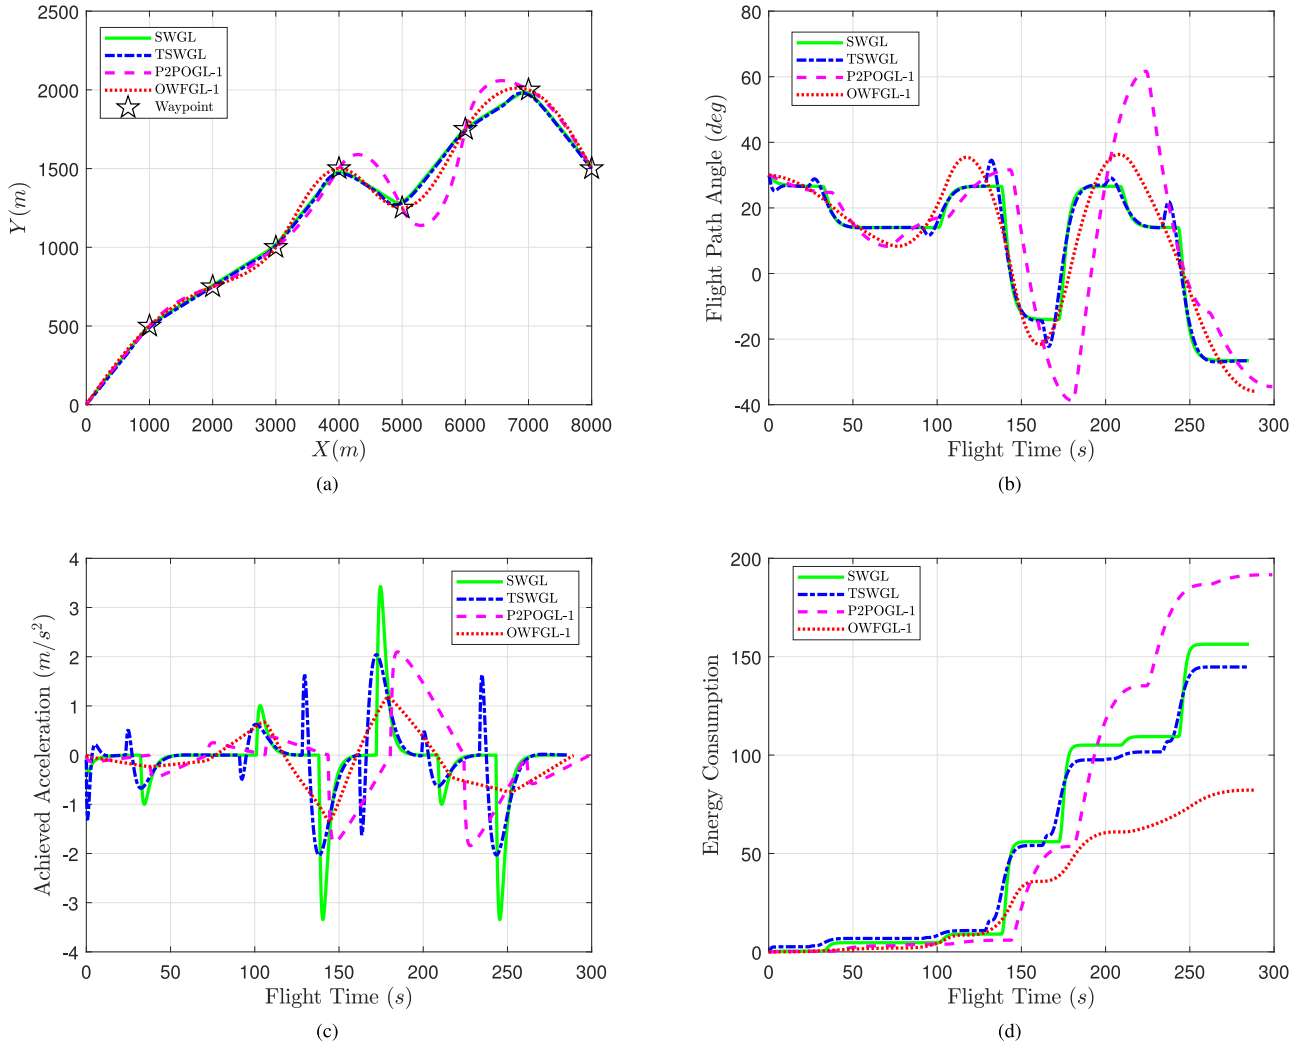 2500
2000
1500
1000
500
0
Y(m)
SWGL
TSWGL
P2POGL-1
OWFGL-1
Waypoint
0 1000 2000 3000 4000 5000 6000 7000 8000
X(m)
(a)
80
60
40
20
0
-20
-40
Flight Path Angle (deg)
SWGL
TSWGL
P2POGL-1
OWFGL-1
0 50 100 150 200 250 300
Flight Time (s)
(b)
4
3
2
1
0
-1
-2
-3
-4
Achieved Acceleration (m/s²)
SWGL
TSWGL
P2POGL-1
OWFGL-1
0 50 100 150 200 250 300
Flight Time (s)
(c)
200
150
100
50
0
Energy Consumption
SWGL
TSWGL
P2POGL-1
OWFGL-1
0 50 100 150 200 250 300
Flight Time (s)
(d)